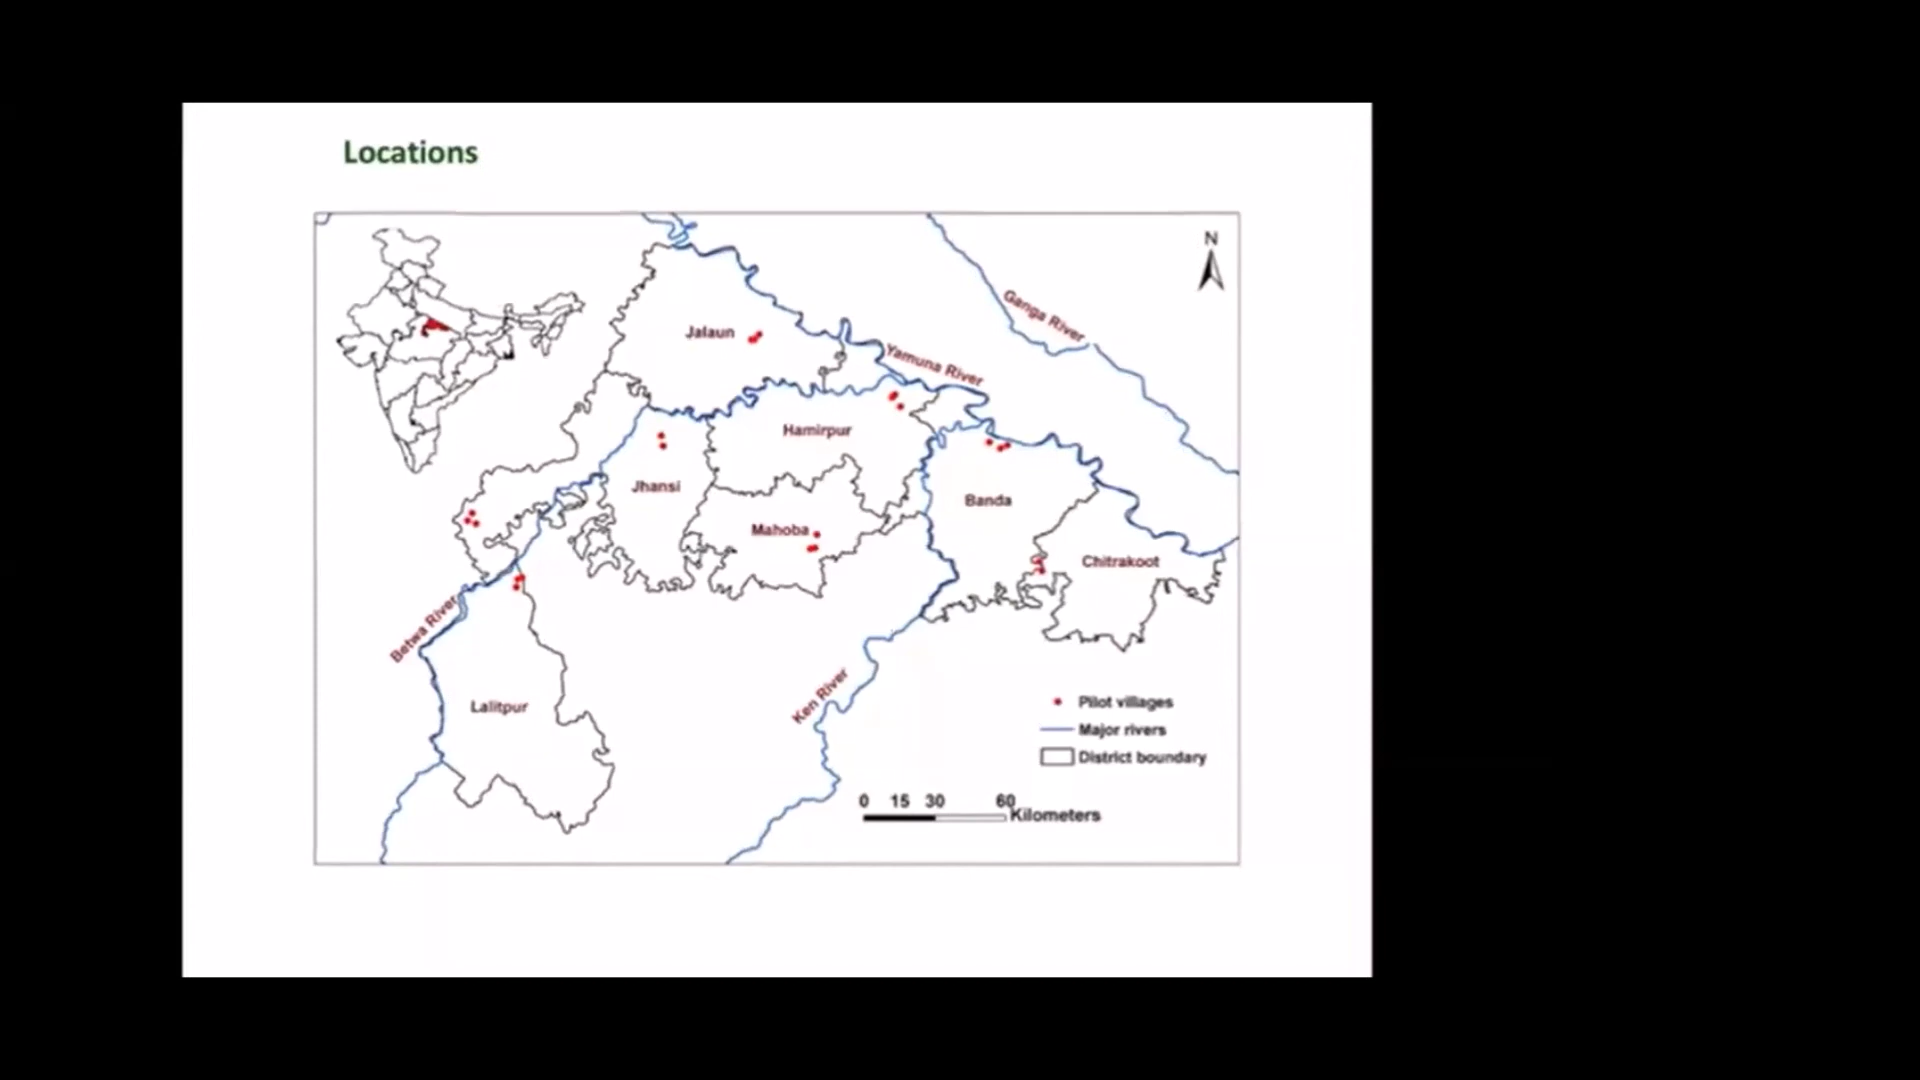 Locations
N
Ganga River
Jalaun
Yamuna River
Hamirpur
Jhansi
Banda
Mahoba
Chitrakoot
Betwa River
Ken River
Lalitpur
Pilot villages
Major rivers
District boundary
0 15 30 60
Kilometers